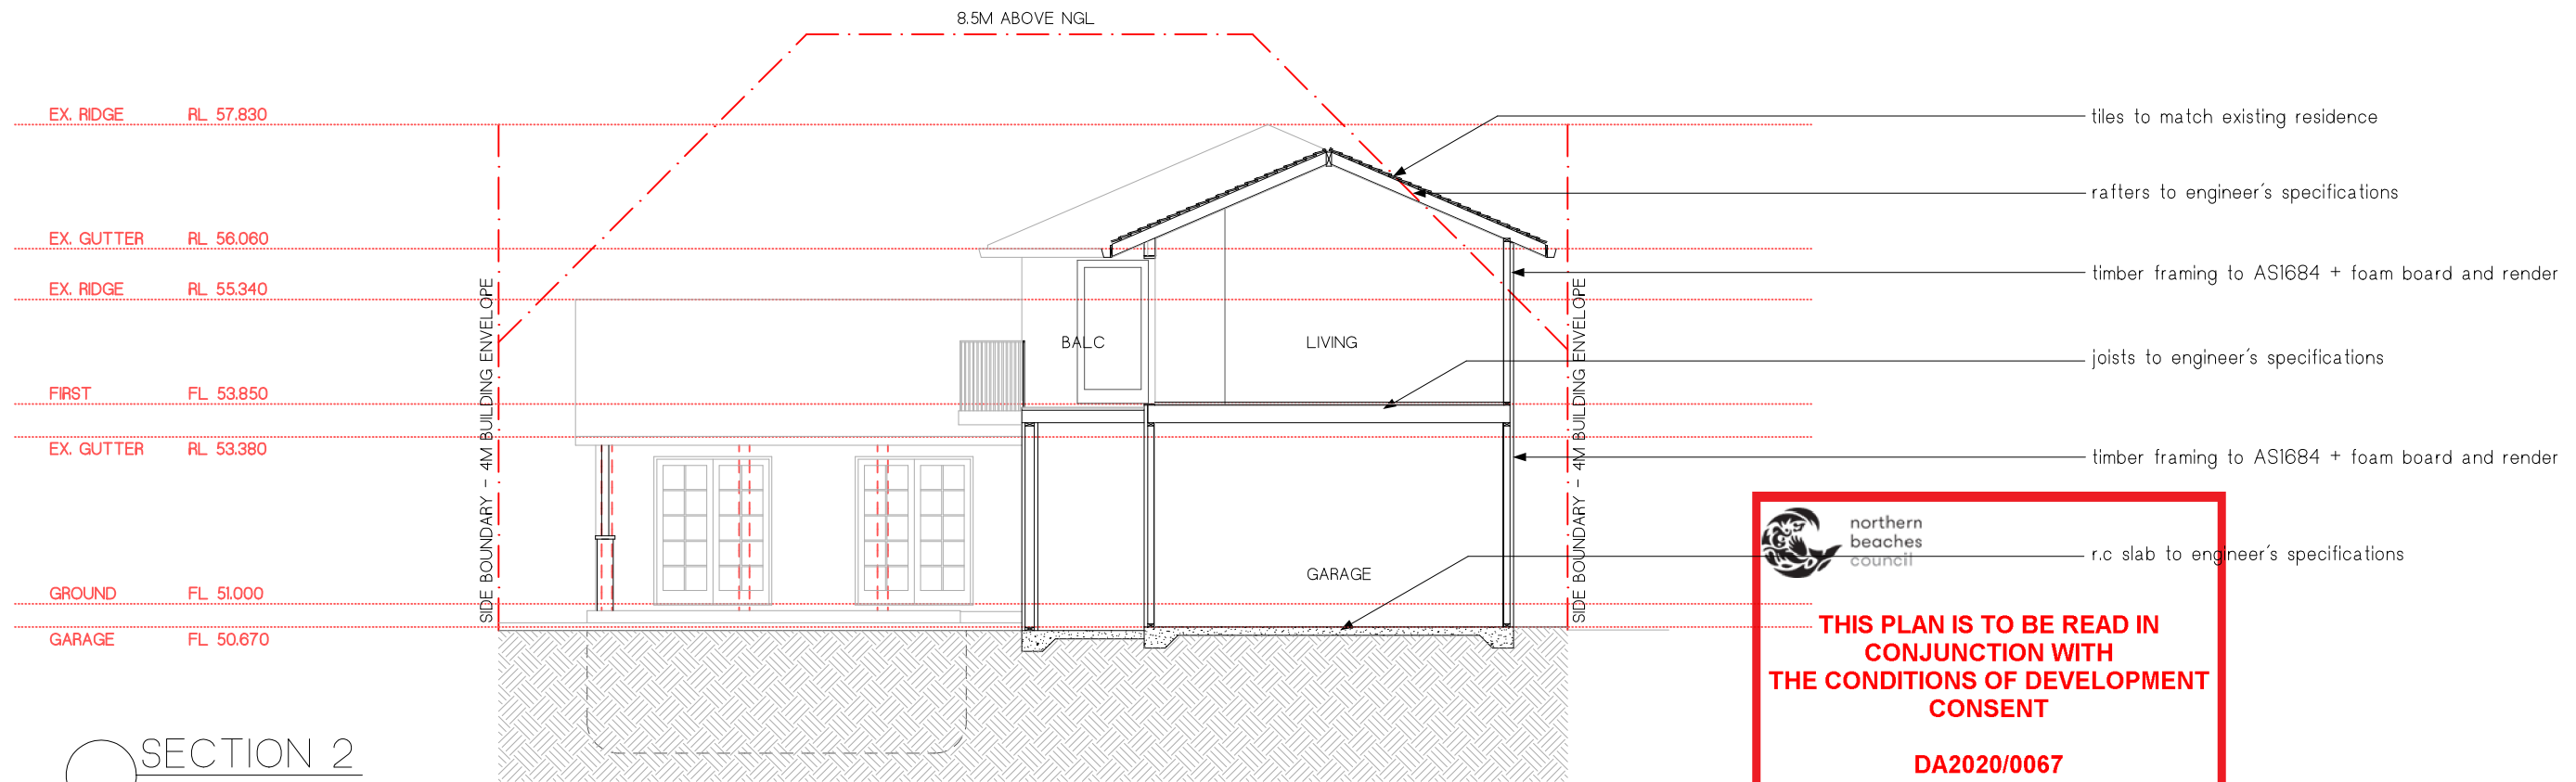 8.5M ABOVE NGL
EX. RIDGE RL 57.830
EX. GUTTER RL 56.060
EX. RIDGE RL 55.340
FIRST FL 53.850
EX. GUTTER RL 53.380
GROUND FL 51.000
GARAGE FL 50.670
SIDE BOUNDARY - 4M BUILDING ENVELOPE
BALC
LIVING
GARAGE
SIDE BOUNDARY - 4M BUILDING ENVELOPE
tiles to match existing residence
rafters to engineer's specifications
timber framing to AS1684 + foam board and render
joists to engineer's specifications
timber framing to AS1684 + foam board and render
r.c slab to engineer's specifications
northern
beaches
council
THIS PLAN IS TO BE READ IN
CONJUNCTION WITH
THE CONDITIONS OF DEVELOPMENT
CONSENT
DA2020/0067
SECTION 2